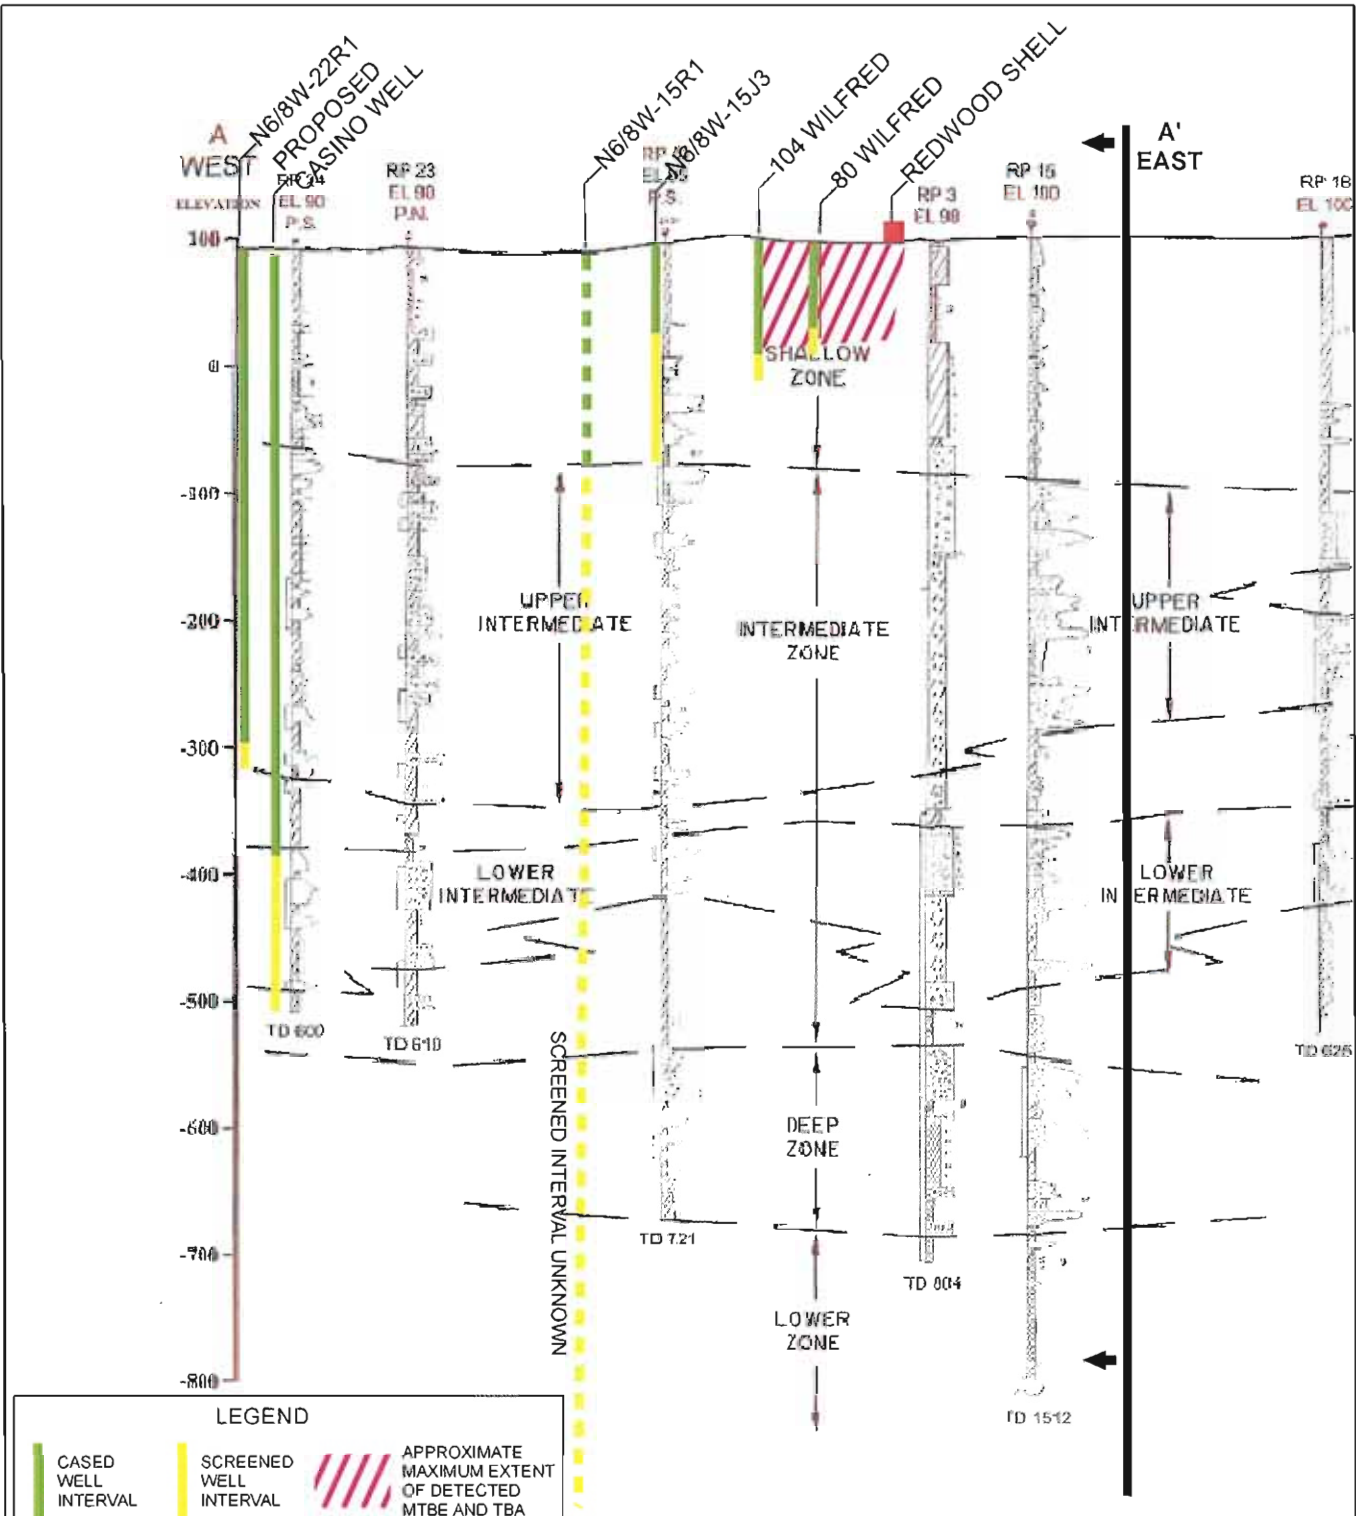 N6/8W-22R1
PROPOSED
CASINO WELL
N6/8W-15R1
N6/8W-15J3
104 WILFRED
80 WILFRED
REDWOOD SHELL
A
WEST
ELEVATION
EL 90
P.S.
RP 23
EL 90
P.N.
P.S.
RP 3
EL 98
RP 15
EL 100
A'
EAST
RP 18
EL 100
100
0
-100
-200
-300
-400
-500
-600
-700
-800
SHALLOW
ZONE
UPPER
INTERMEDIATE
INTERMEDIATE
ZONE
UPPER
INTERMEDIATE
LOWER
INTERMEDIATE
LOWER
INTERMEDIATE
TD 600
TD 610
SCREENED INTERVAL UNKNOWN
DEEP
ZONE
TD 721
TD 804
LOWER
ZONE
TD 1512
TD 625
LEGEND
CASED
WELL
INTERVAL
SCREENED
WELL
INTERVAL
APPROXIMATE
MAXIMUM EXTENT
OF DETECTED
MTBE AND TBA